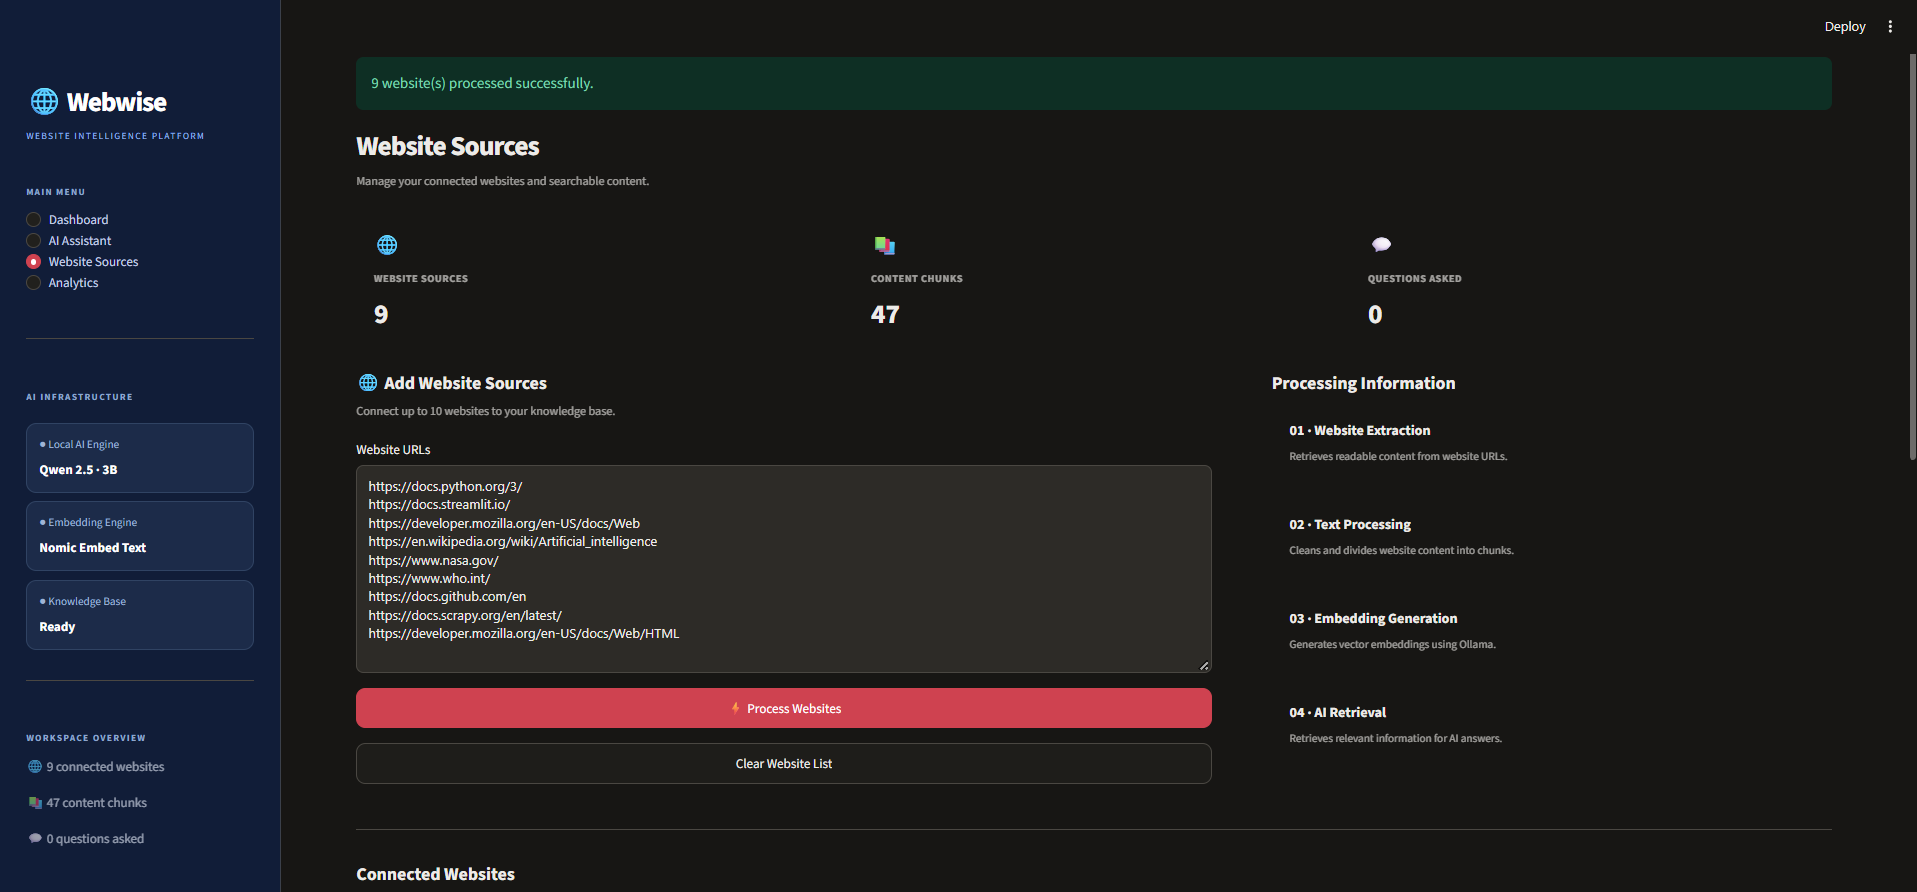 Webwise
WEBSITE INTELLIGENCE PLATFORM
MAIN MENU
Dashboard
AI Assistant
Website Sources
Analytics
AI INFRASTRUCTURE
Local AI Engine
Qwen 2.5 · 3B
Embedding Engine
Nomic Embed Text
Knowledge Base
Ready
WORKSPACE OVERVIEW
9 connected websites
47 content chunks
0 questions asked
Deploy
9 website(s) processed successfully.
Website Sources
Manage your connected websites and searchable content.
WEBSITE SOURCES
9
CONTENT CHUNKS
47
QUESTIONS ASKED
0
Add Website Sources
Connect up to 10 websites to your knowledge base.
Website URLs
https://docs.python.org/3/
https://docs.streamlit.io/
https://developer.mozilla.org/en-US/docs/Web
https://en.wikipedia.org/wiki/Artificial_intelligence
https://www.nasa.gov/
https://www.who.int/
https://docs.github.com/en
https://docs.scrapy.org/en/latest/
https://developer.mozilla.org/en-US/docs/Web/HTML
Process Websites
Clear Website List
Processing Information
01 · Website Extraction
Retrieves readable content from website URLs.
02 · Text Processing
Cleans and divides website content into chunks.
03 · Embedding Generation
Generates vector embeddings using Ollama.
04 · AI Retrieval
Retrieves relevant information for AI answers.
Connected Websites